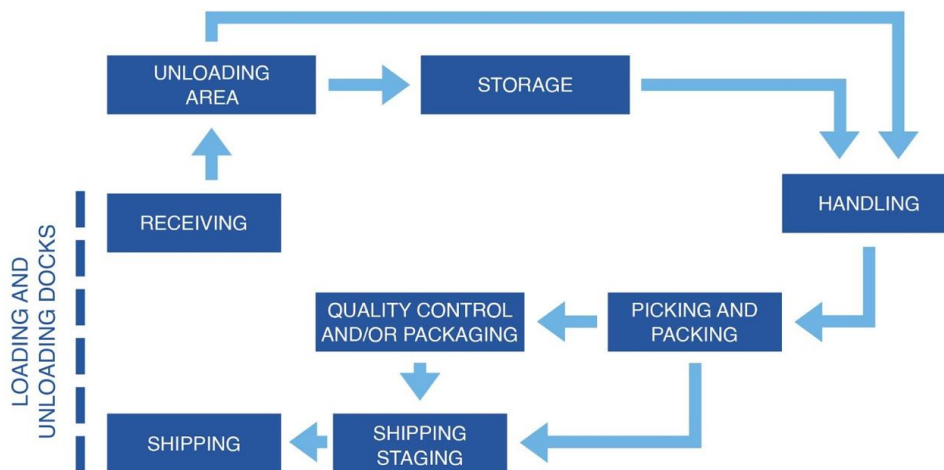 UNLOADING
AREA
STORAGE
HANDLING
RECEIVING
LOADING AND
UNLOADING DOCKS
QUALITY CONTROL
AND/OR PACKAGING
PICKING AND
PACKING
SHIPPING
SHIPPING
STAGING